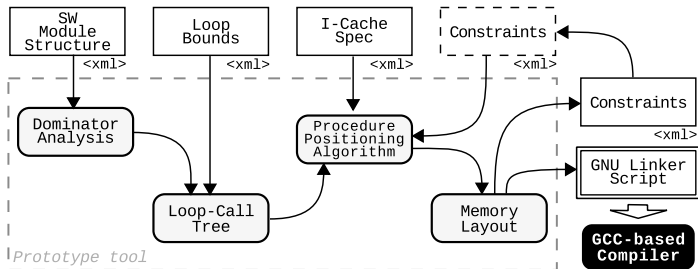 SW
Module
Structure
<xml>
Loop
Bounds
<xml>
I-Cache
Spec
<xml>
Constraints
<xml>
Constraints
<xml>
Dominator
Analysis
Procedure
Positioning
Algorithm
GNU Linker
Script
Loop-Call
Tree
Memory
Layout
GCC-based
Compiler
Prototype tool